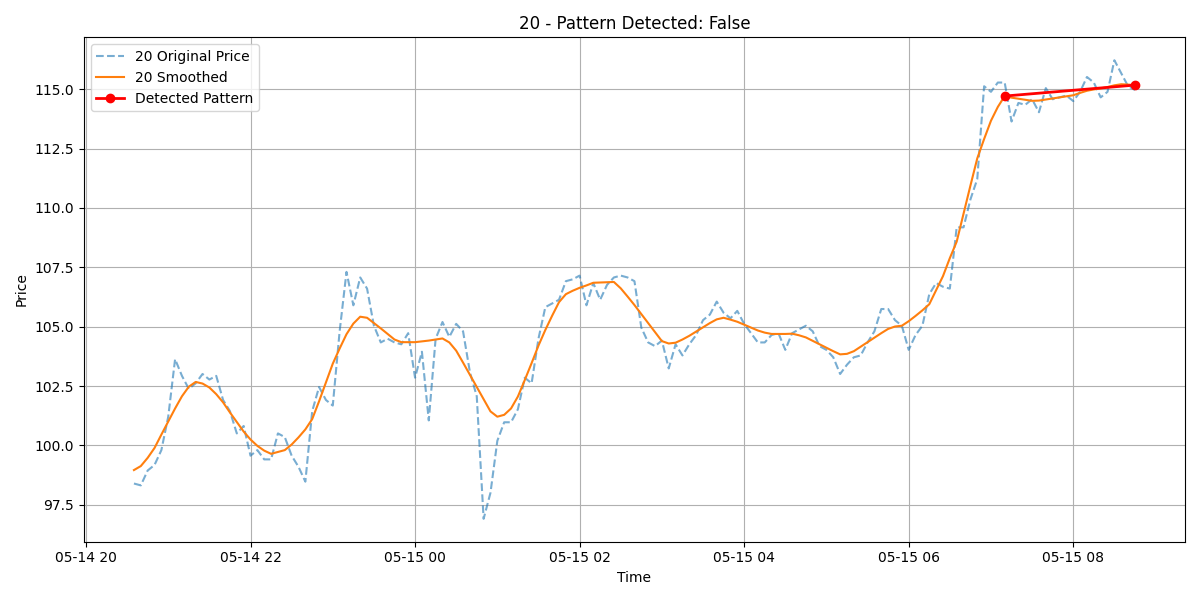 20 - Pattern Detected: False
20 Original Price
20 Smoothed
Detected Pattern
Price
115.0
112.5
110.0
107.5
105.0
102.5
100.0
97.5
05-14 20 05-14 22 05-15 00 05-15 02 05-15 04 05-15 06 05-15 08
Time